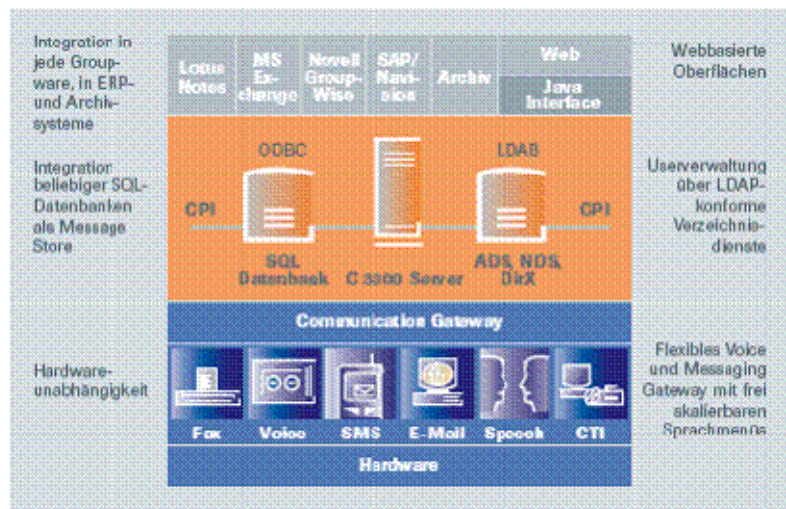 Integration in
jede Group-
ware, in ERP-
und Archiv-
systeme
Lotus
Notes
MS
Ex-
change
Novell
Group-
Wise
SAP/
Navi-
sion
Archiv
Web
Java
Interface
Webbasierte
Oberflächen
Integration
beliebiger SQL-
Datenbanken
als Message
Store
ODBC
LDAB
CPI
CPI
SQL
Datenbank
C 3000 Server
ADS, NDS,
DirX
Userverwaltung
über LDAP-
konforme
Verzeichnis-
dienste
Communication Gateway
Hardware-
unabhängigkeit
Fax
Voice
SMS
E-Mail
Speech
CTI
Hardware
Flexibles Voice
und Messaging
Gateway mit frei
skalierbaren
Sprachmenüs